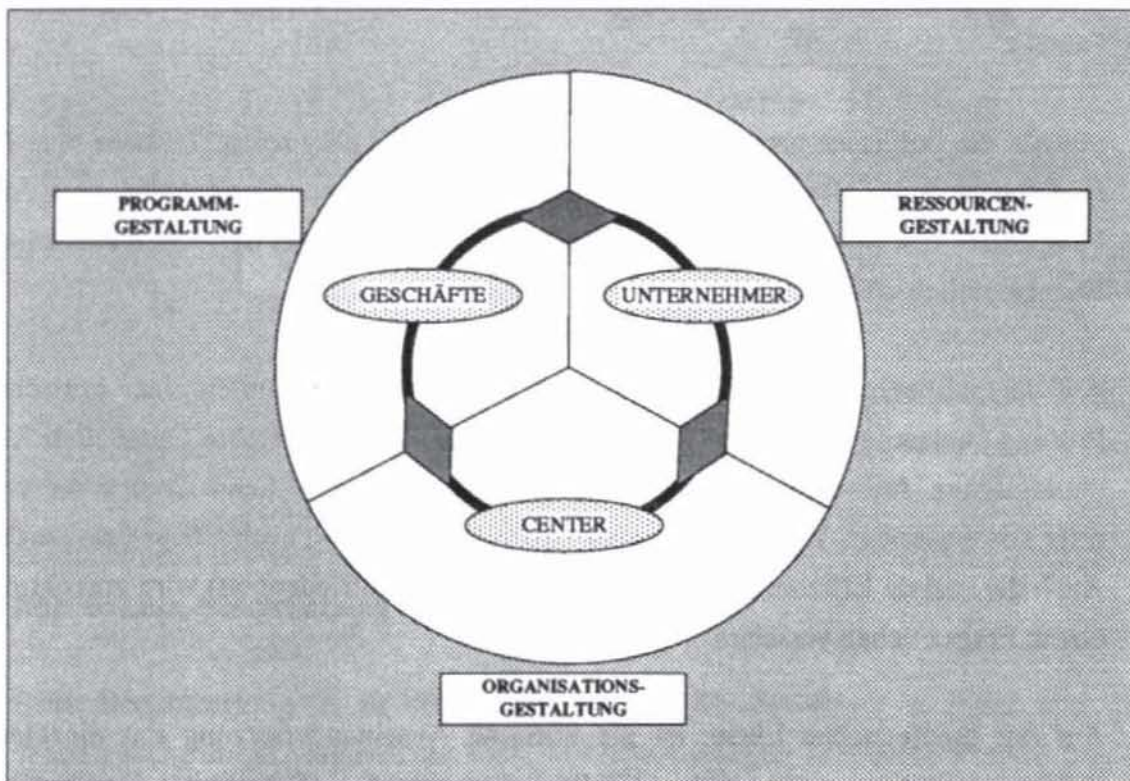 PROGRAMM-
GESTALTUNG
RESSOURCEN-
GESTALTUNG
GESCHÄFTE
UNTERNEHMER
CENTER
ORGANISATIONS-
GESTALTUNG